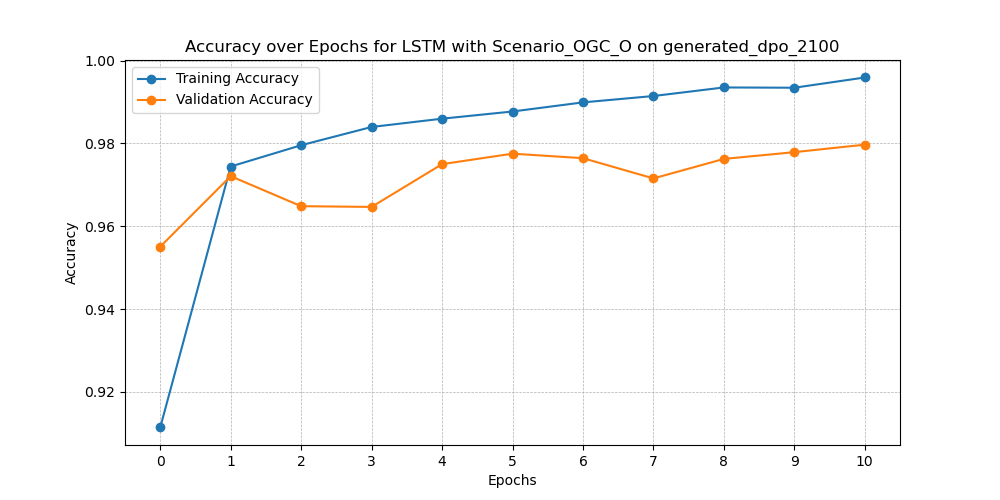 Accuracy over Epochs for LSTM with Scenario_OGC_O on generated_dpo_2100
Training Accuracy
Validation Accuracy
1.00
0.98
0.96
0.94
0.92
Accuracy
0 1 2 3 4 5 6 7 8 9 10
Epochs